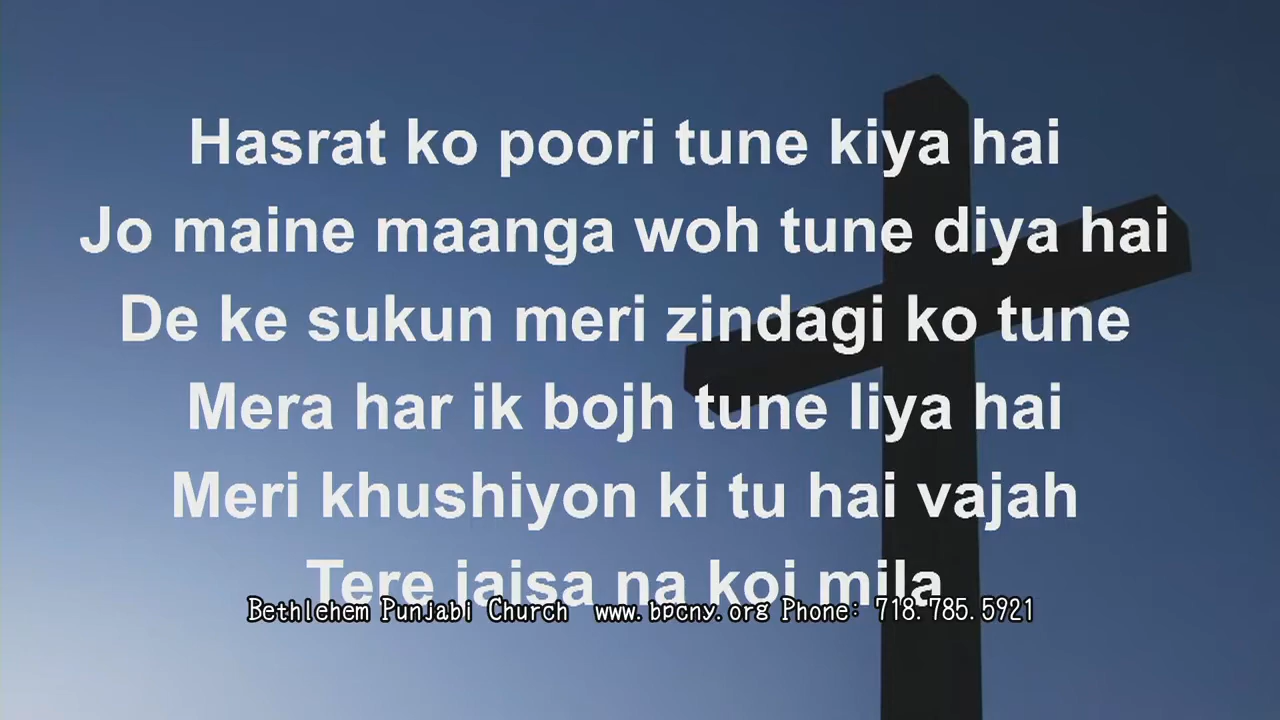 Hasrat ko poori tune kiya hai
Jo maine maanga woh tune diya hai
De ke sukun meri zindagi ko tune
Mera har ik bojh tune liya hai
Meri khushiyon ki tu hai vajah
Tere jaisa na koi mila
Bethlehem Punjabi Church www.bpcny.org Phone: 718.785.5921